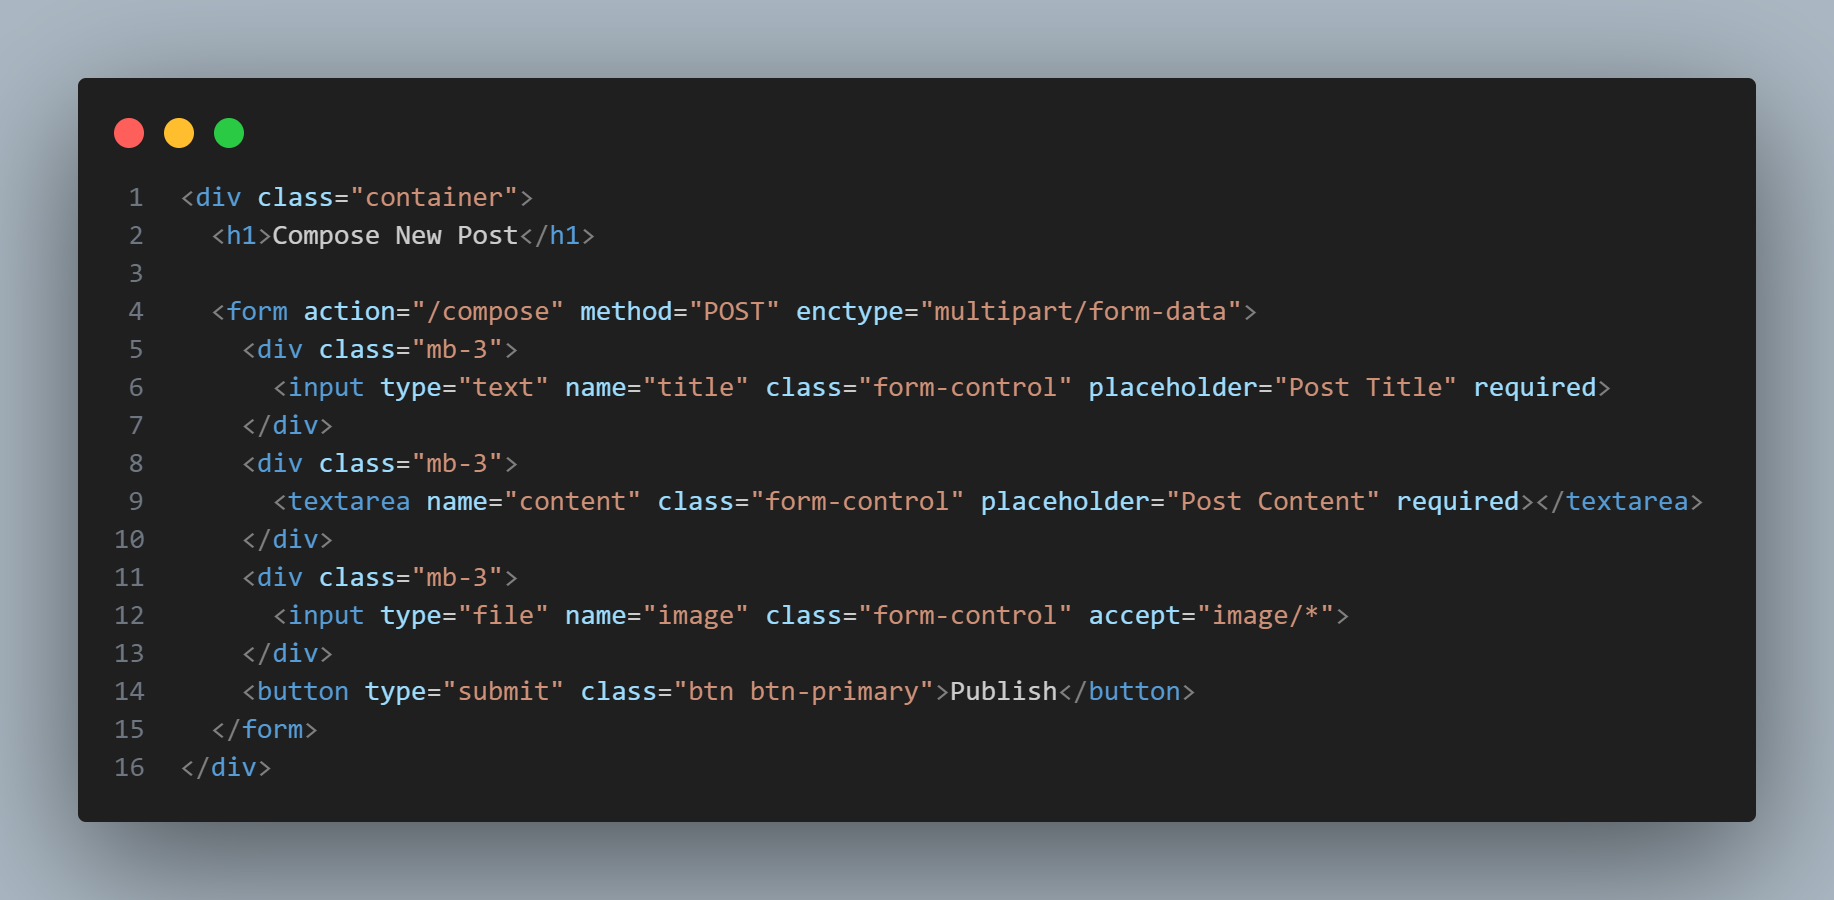 1 <div class="container">
2   <h1>Compose New Post</h1>
3
4   <form action="/compose" method="POST" enctype="multipart/form-data">
5     <div class="mb-3">
6       <input type="text" name="title" class="form-control" placeholder="Post Title" required>
7     </div>
8     <div class="mb-3">
9       <textarea name="content" class="form-control" placeholder="Post Content" required></textarea>
10     </div>
11     <div class="mb-3">
12       <input type="file" name="image" class="form-control" accept="image/*">
13     </div>
14     <button type="submit" class="btn btn-primary">Publish</button>
15   </form>
16 </div>